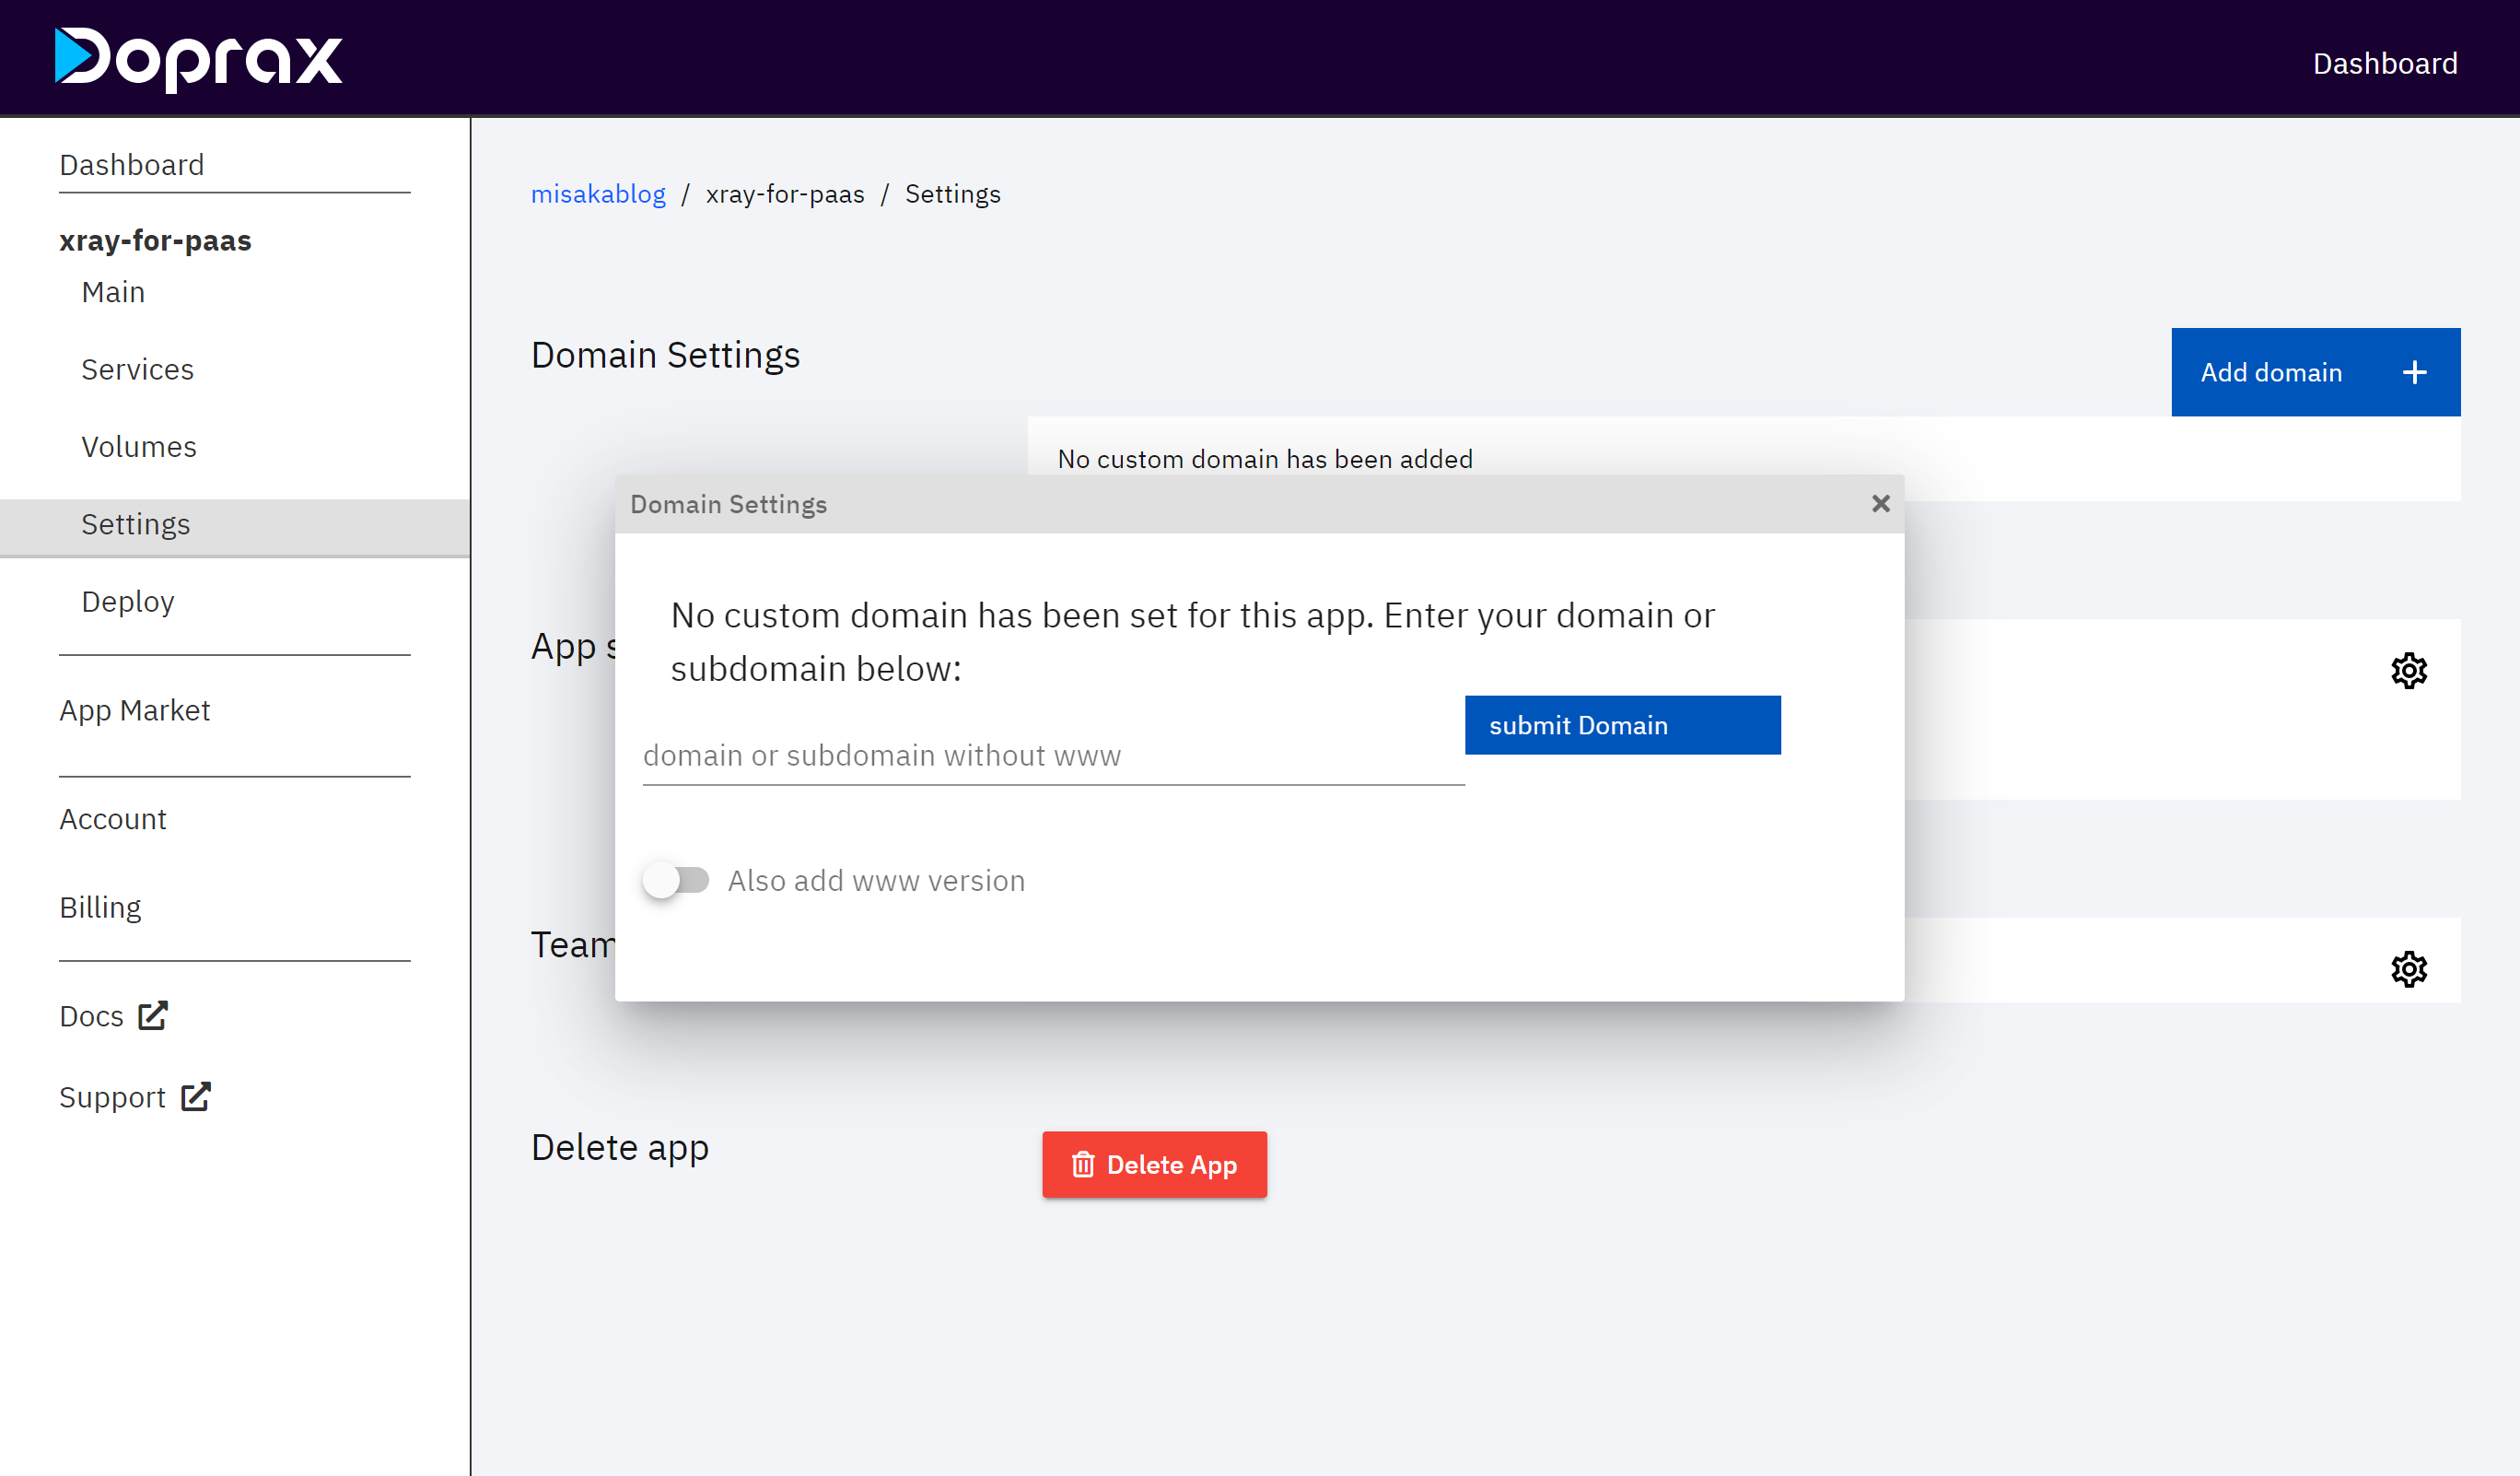 Doprax
Dashboard
Dashboard
xray-for-paas
Main
Services
Volumes
Settings
Deploy
App Market
Account
Billing
Docs
Support
misakablog / xray-for-paas / Settings
Domain Settings
Add domain +
No custom domain has been added
Domain Settings
No custom domain has been set for this app. Enter your domain or
subdomain below:
submit Domain
domain or subdomain without www
Also add www version
App s
Team
Delete app
Delete App